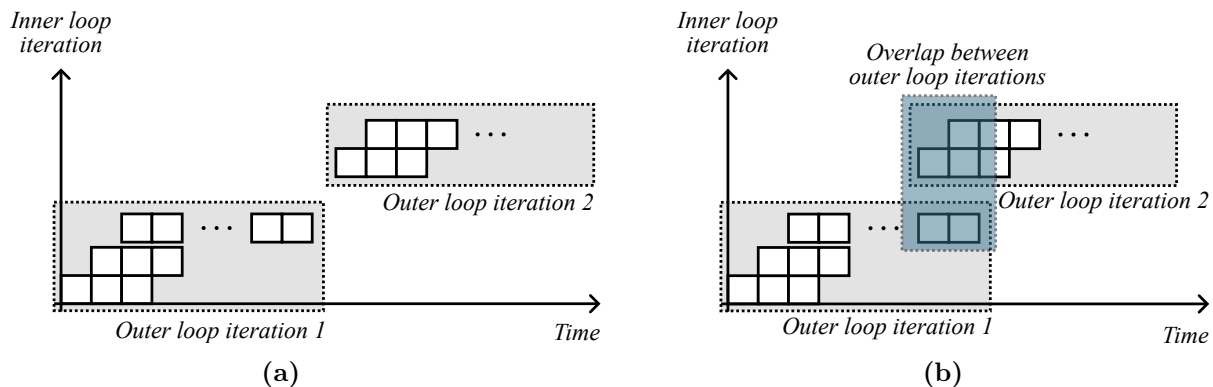 Inner loop
iteration
· · ·
Outer loop iteration 2
· · ·
Outer loop iteration 1
Time
(a)
Inner loop
iteration
Overlap between
outer loop iterations
· · ·
Outer loop iteration 2
· · ·
Outer loop iteration 1
Time
(b)